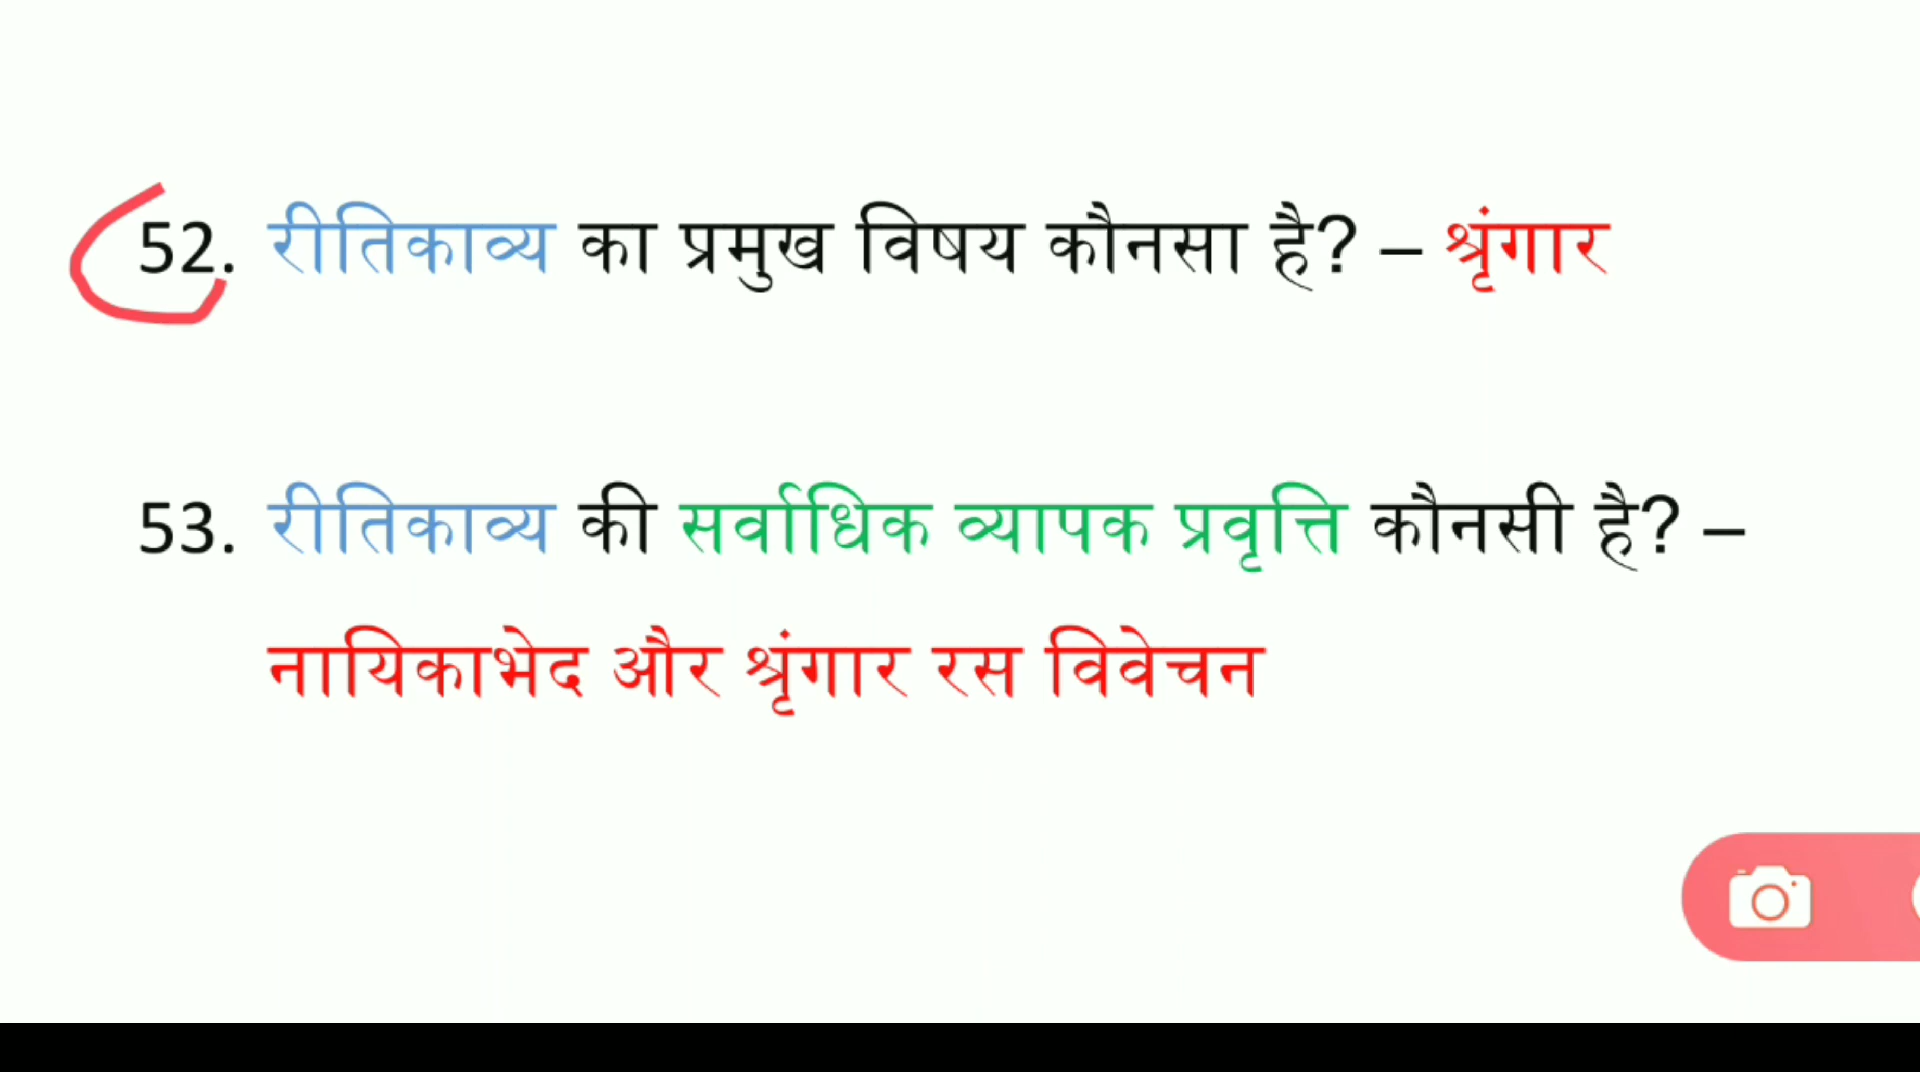 52. रीतिकाव्य का प्रमुख विषय कौनसा है? – श्रृंगार
53. रीतिकाव्य की सर्वाधिक व्यापक प्रवृत्ति कौनसी है? –
नायिकाभेद और श्रृंगार रस विवेचन